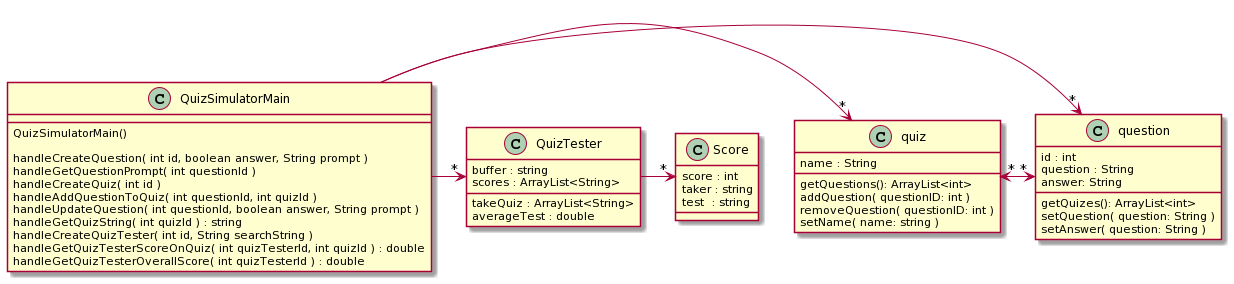 C QuizSimulatorMain
QuizSimulatorMain()
handleCreateQuestion( int id, boolean answer, String prompt )
handleGetQuestionPrompt( int questionId )
handleCreateQuiz( int id )
handleAddQuestionToQuiz( int questionId, int quizId )
handleUpdateQuestion( int questionId, boolean answer, String prompt )
handleGetQuizString( int quizId ) : string
handleCreateQuizTester( int id, String searchString )
handleGetQuizTesterScoreOnQuiz( int quizTesterId, int quizId ) : double
handleGetQuizTesterOverallScore( int quizTesterId ) : double
*
C QuizTester
buffer : string
scores : ArrayList<String>
takeQuiz : ArrayList<String>
averageTest : double
*
C Score
score : int
taker : string
test : string
*
C quiz
name : String
getQuestions(): ArrayList<int>
addQuestion( questionID: int )
removeQuestion( questionID: int )
setName( name: string )
* *
*
C question
id : int
question : String
answer: String
getQuizes(): ArrayList<int>
setQuestion( question: String )
setAnswer( question: String )